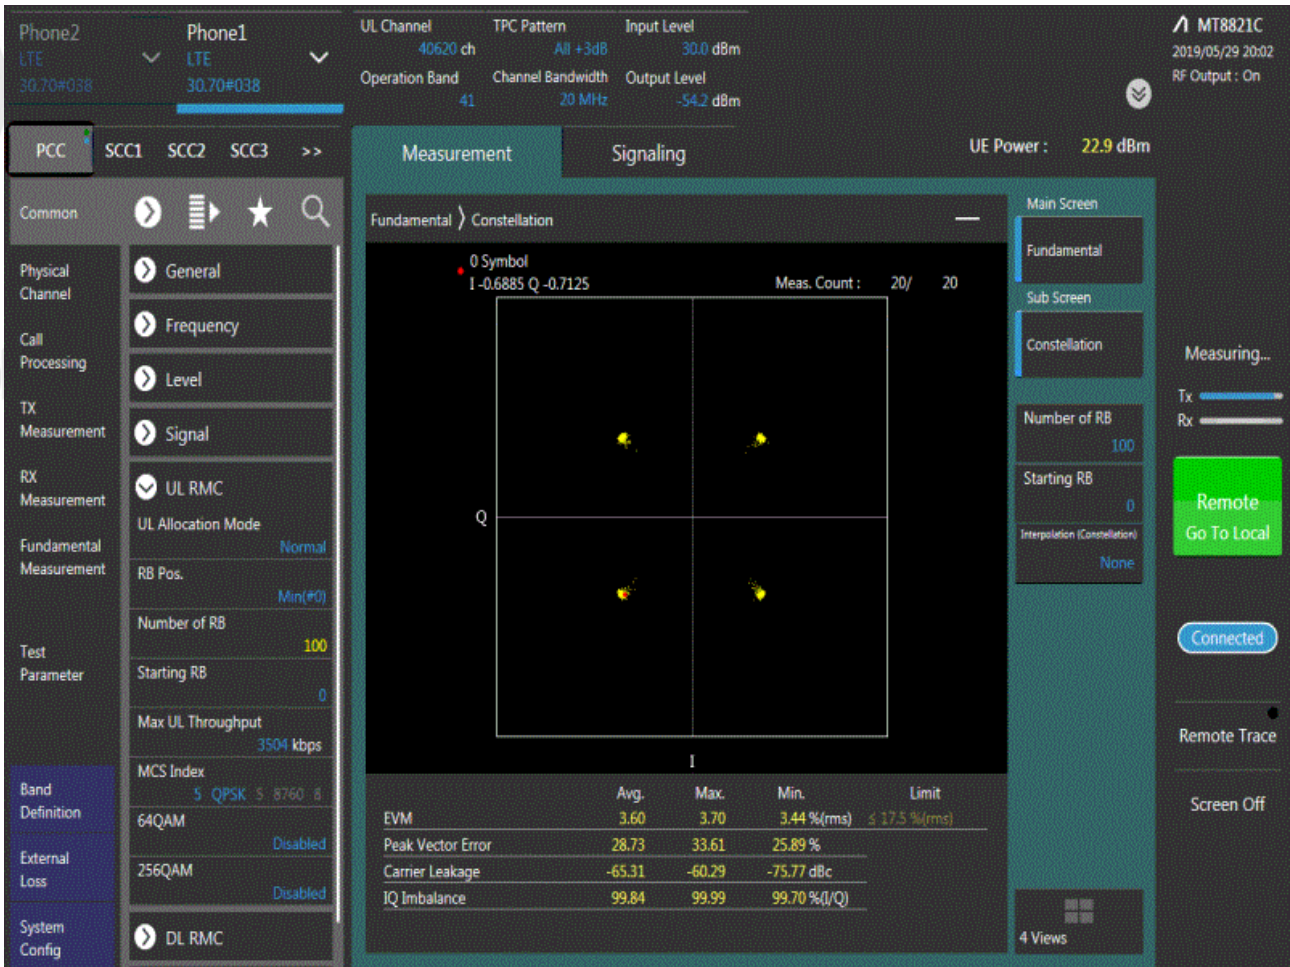 Phone2
LTE
30.70#038
Phone1
LTE
30.70#038
UL Channel
40620 ch
TPC Pattern
All +3dB
Input Level
30.0 dBm
Operation Band
41
Channel Bandwidth
20 MHz
Output Level
-54.2 dBm
MT8821C
2019/05/29 20:02
RF Output : On
PCC SCC1 SCC2 SCC3 >>
Measurement
Signaling
UE Power : 22.9 dBm
Common
Physical
Channel
Call
Processing
TX
Measurement
RX
Measurement
Fundamental
Measurement
Test
Parameter
Band
Definition
External
Loss
System
Config
General
Frequency
Level
Signal
UL RMC
UL Allocation Mode
Normal
RB Pos.
Min(#0)
Number of RB
100
Starting RB
0
Max UL Throughput
3504 kbps
MCS Index
5 QPSK 5 8760 8
64QAM
Disabled
256QAM
Disabled
DL RMC
Fundamental 〉 Constellation
0 Symbol
I -0.6885 Q -0.7125
Meas. Count : 20/ 20
Q
I
Avg. Max. Min. Limit
EVM 3.60 3.70 3.44 %(rms) ≤ 17.5 %(rms)
Peak Vector Error 28.73 33.61 25.89 %
Carrier Leakage -65.31 -60.29 -75.77 dBc
IQ Imbalance 99.84 99.99 99.70 %(I/Q)
Main Screen
Fundamental
Sub Screen
Constellation
Number of RB
100
Starting RB
0
Interpolation (Constellation)
None
4 Views
Measuring...
Tx
Rx
Remote
Go To Local
Connected
Remote Trace
Screen Off